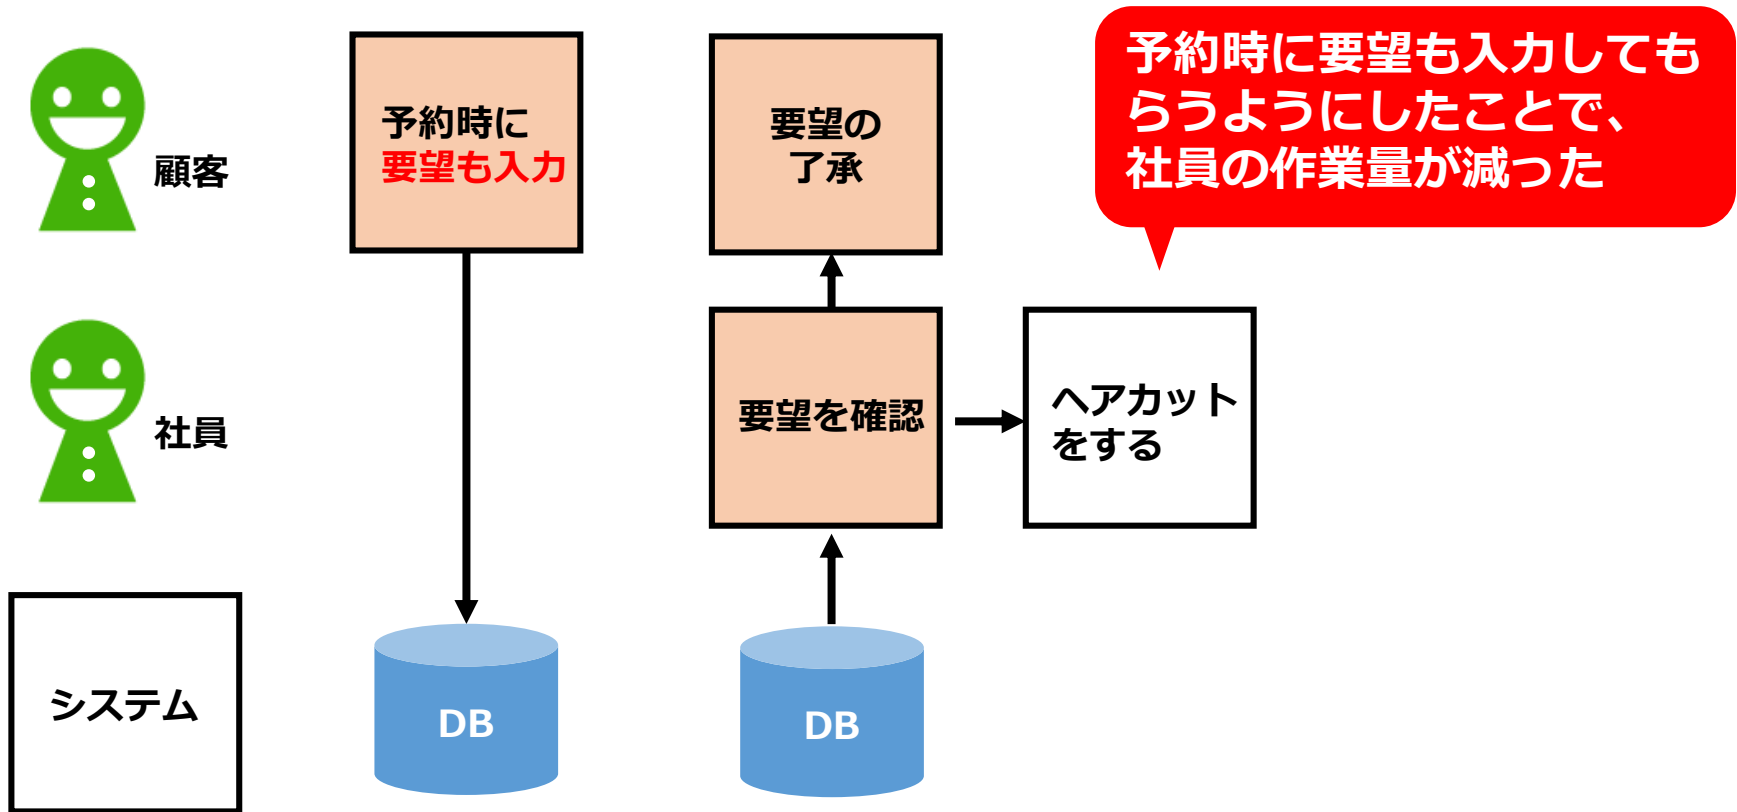 顧客
予約時に
要望も入力
要望の
了承
予約時に要望も入力しても
らうようにしたことで、
社員の作業量が減った
社員
要望を確認
ヘアカット
をする
システム
DB
DB